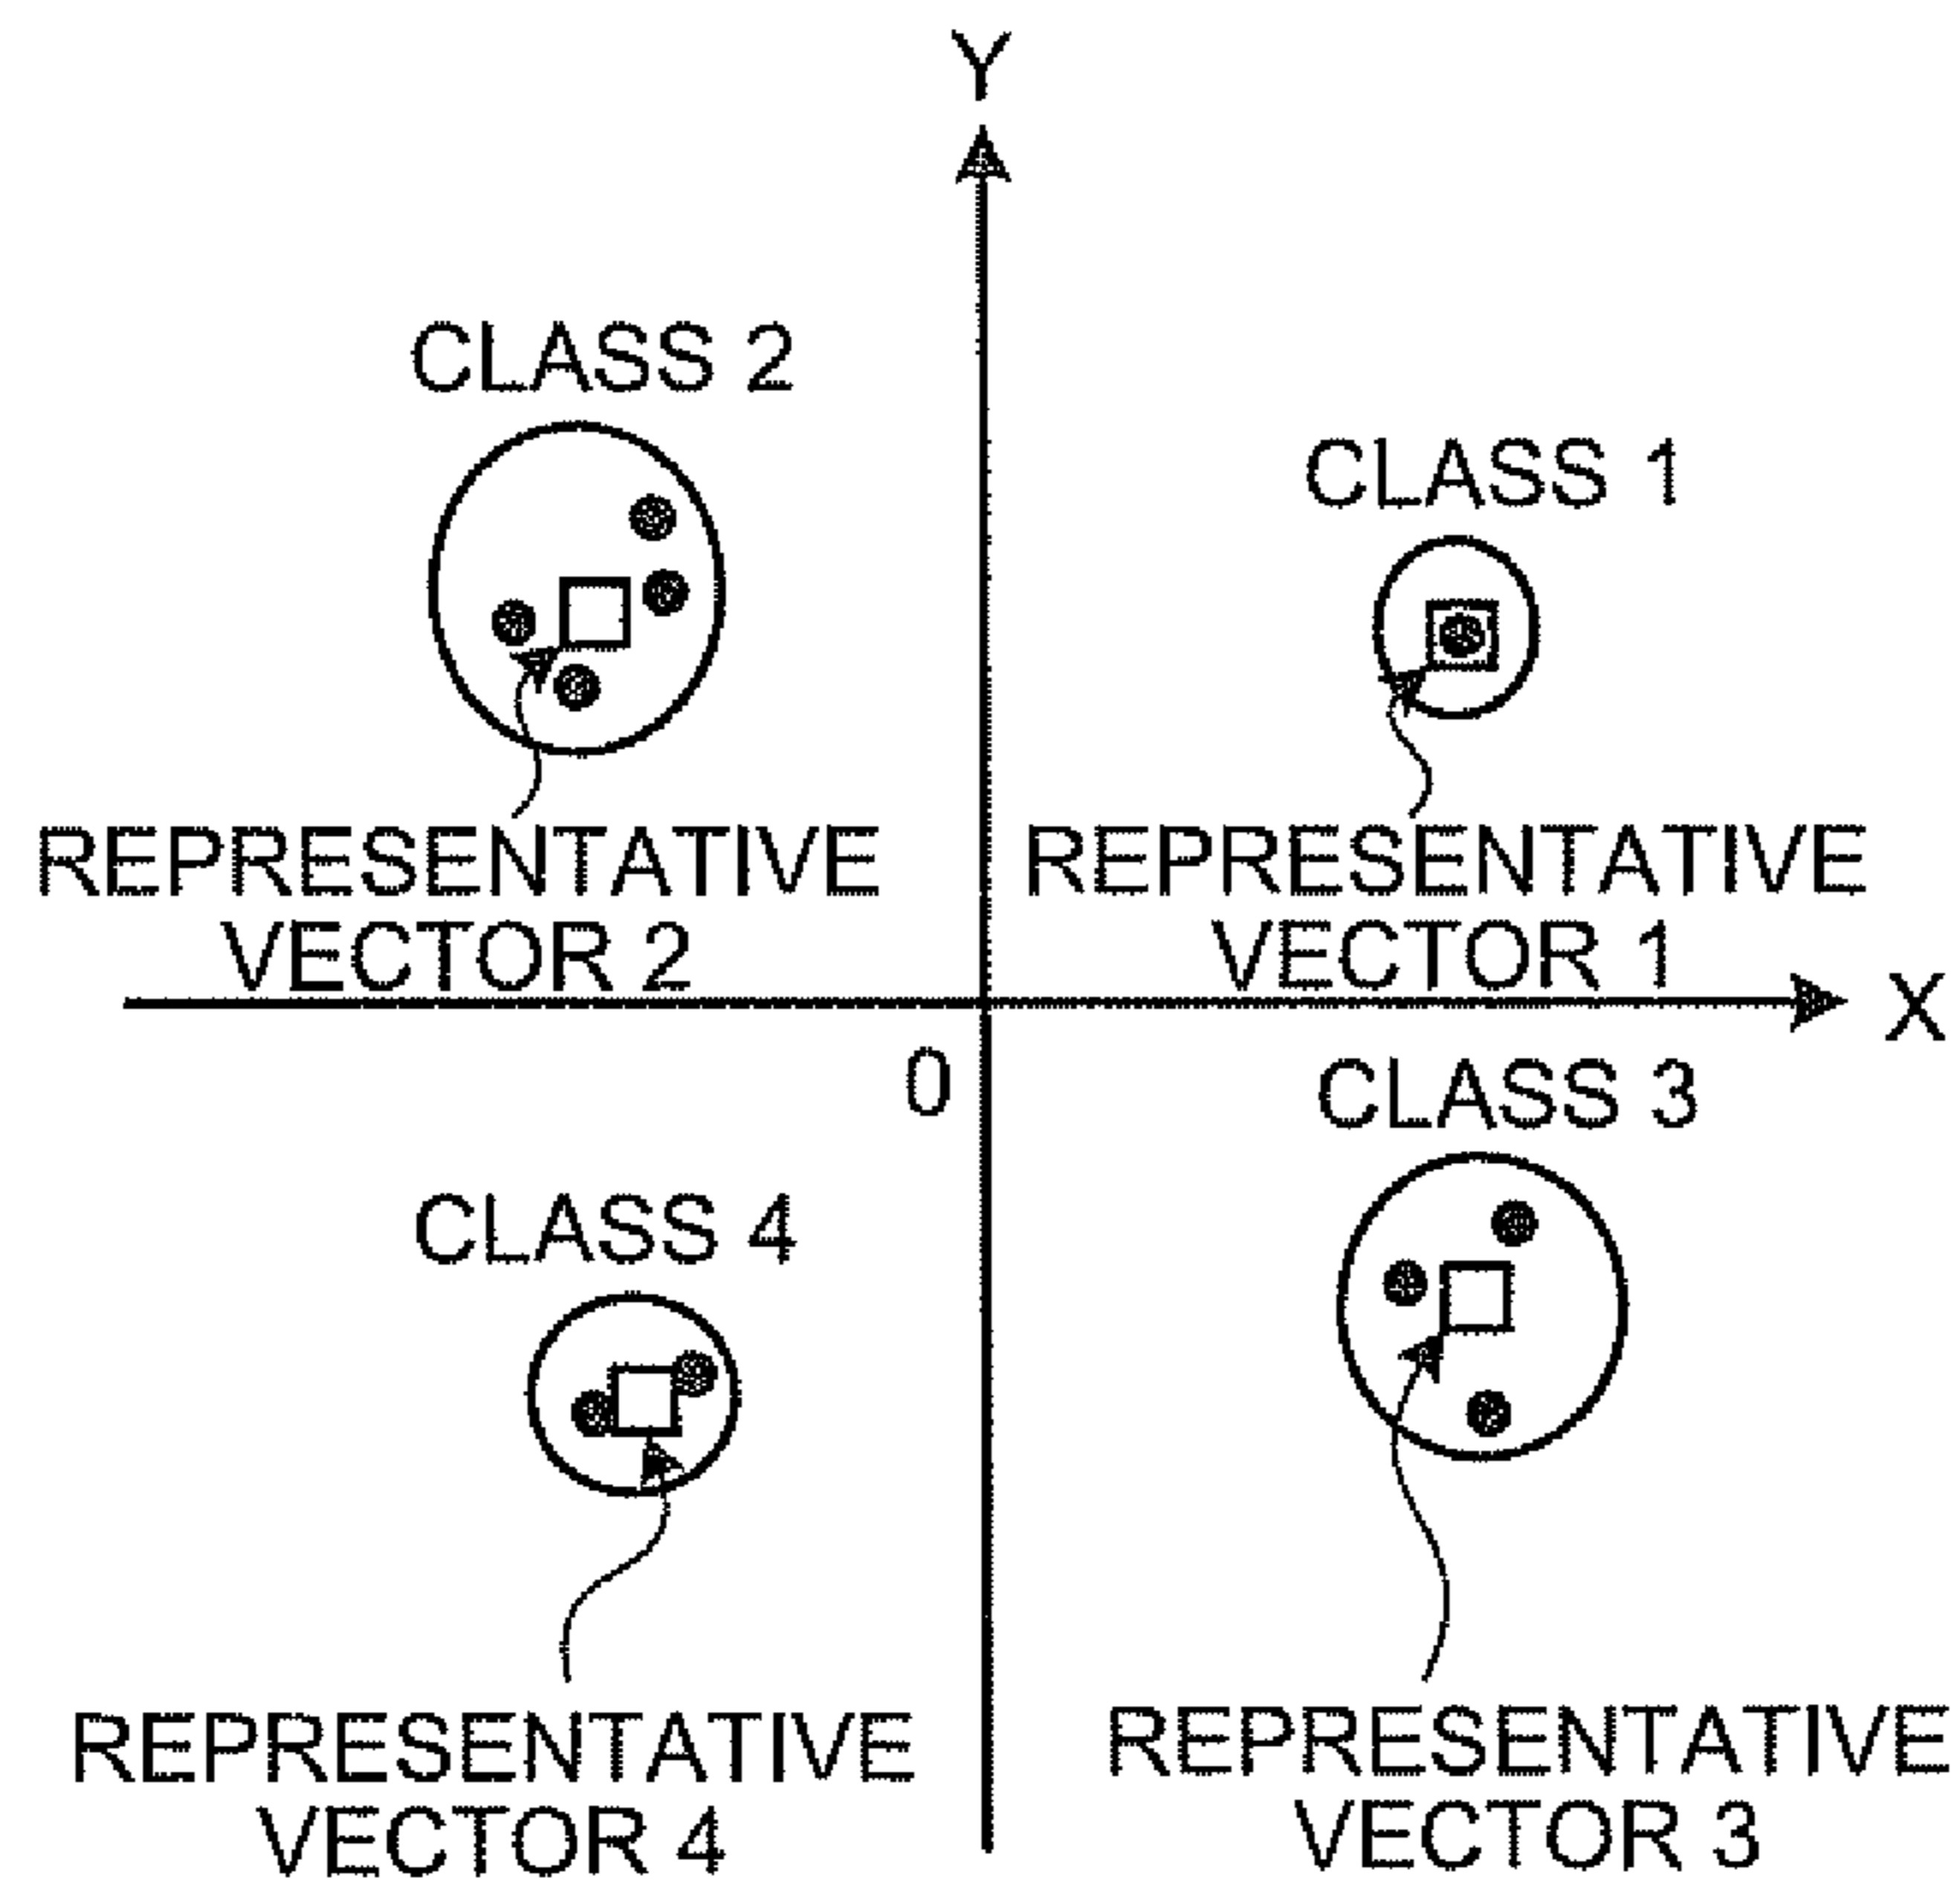 Y
CLASS 2
CLASS 1
REPRESENTATIVE
VECTOR 2
REPRESENTATIVE
VECTOR 1
X
0
CLASS 3
CLASS 4
REPRESENTATIVE
VECTOR 4
REPRESENTATIVE
VECTOR 3